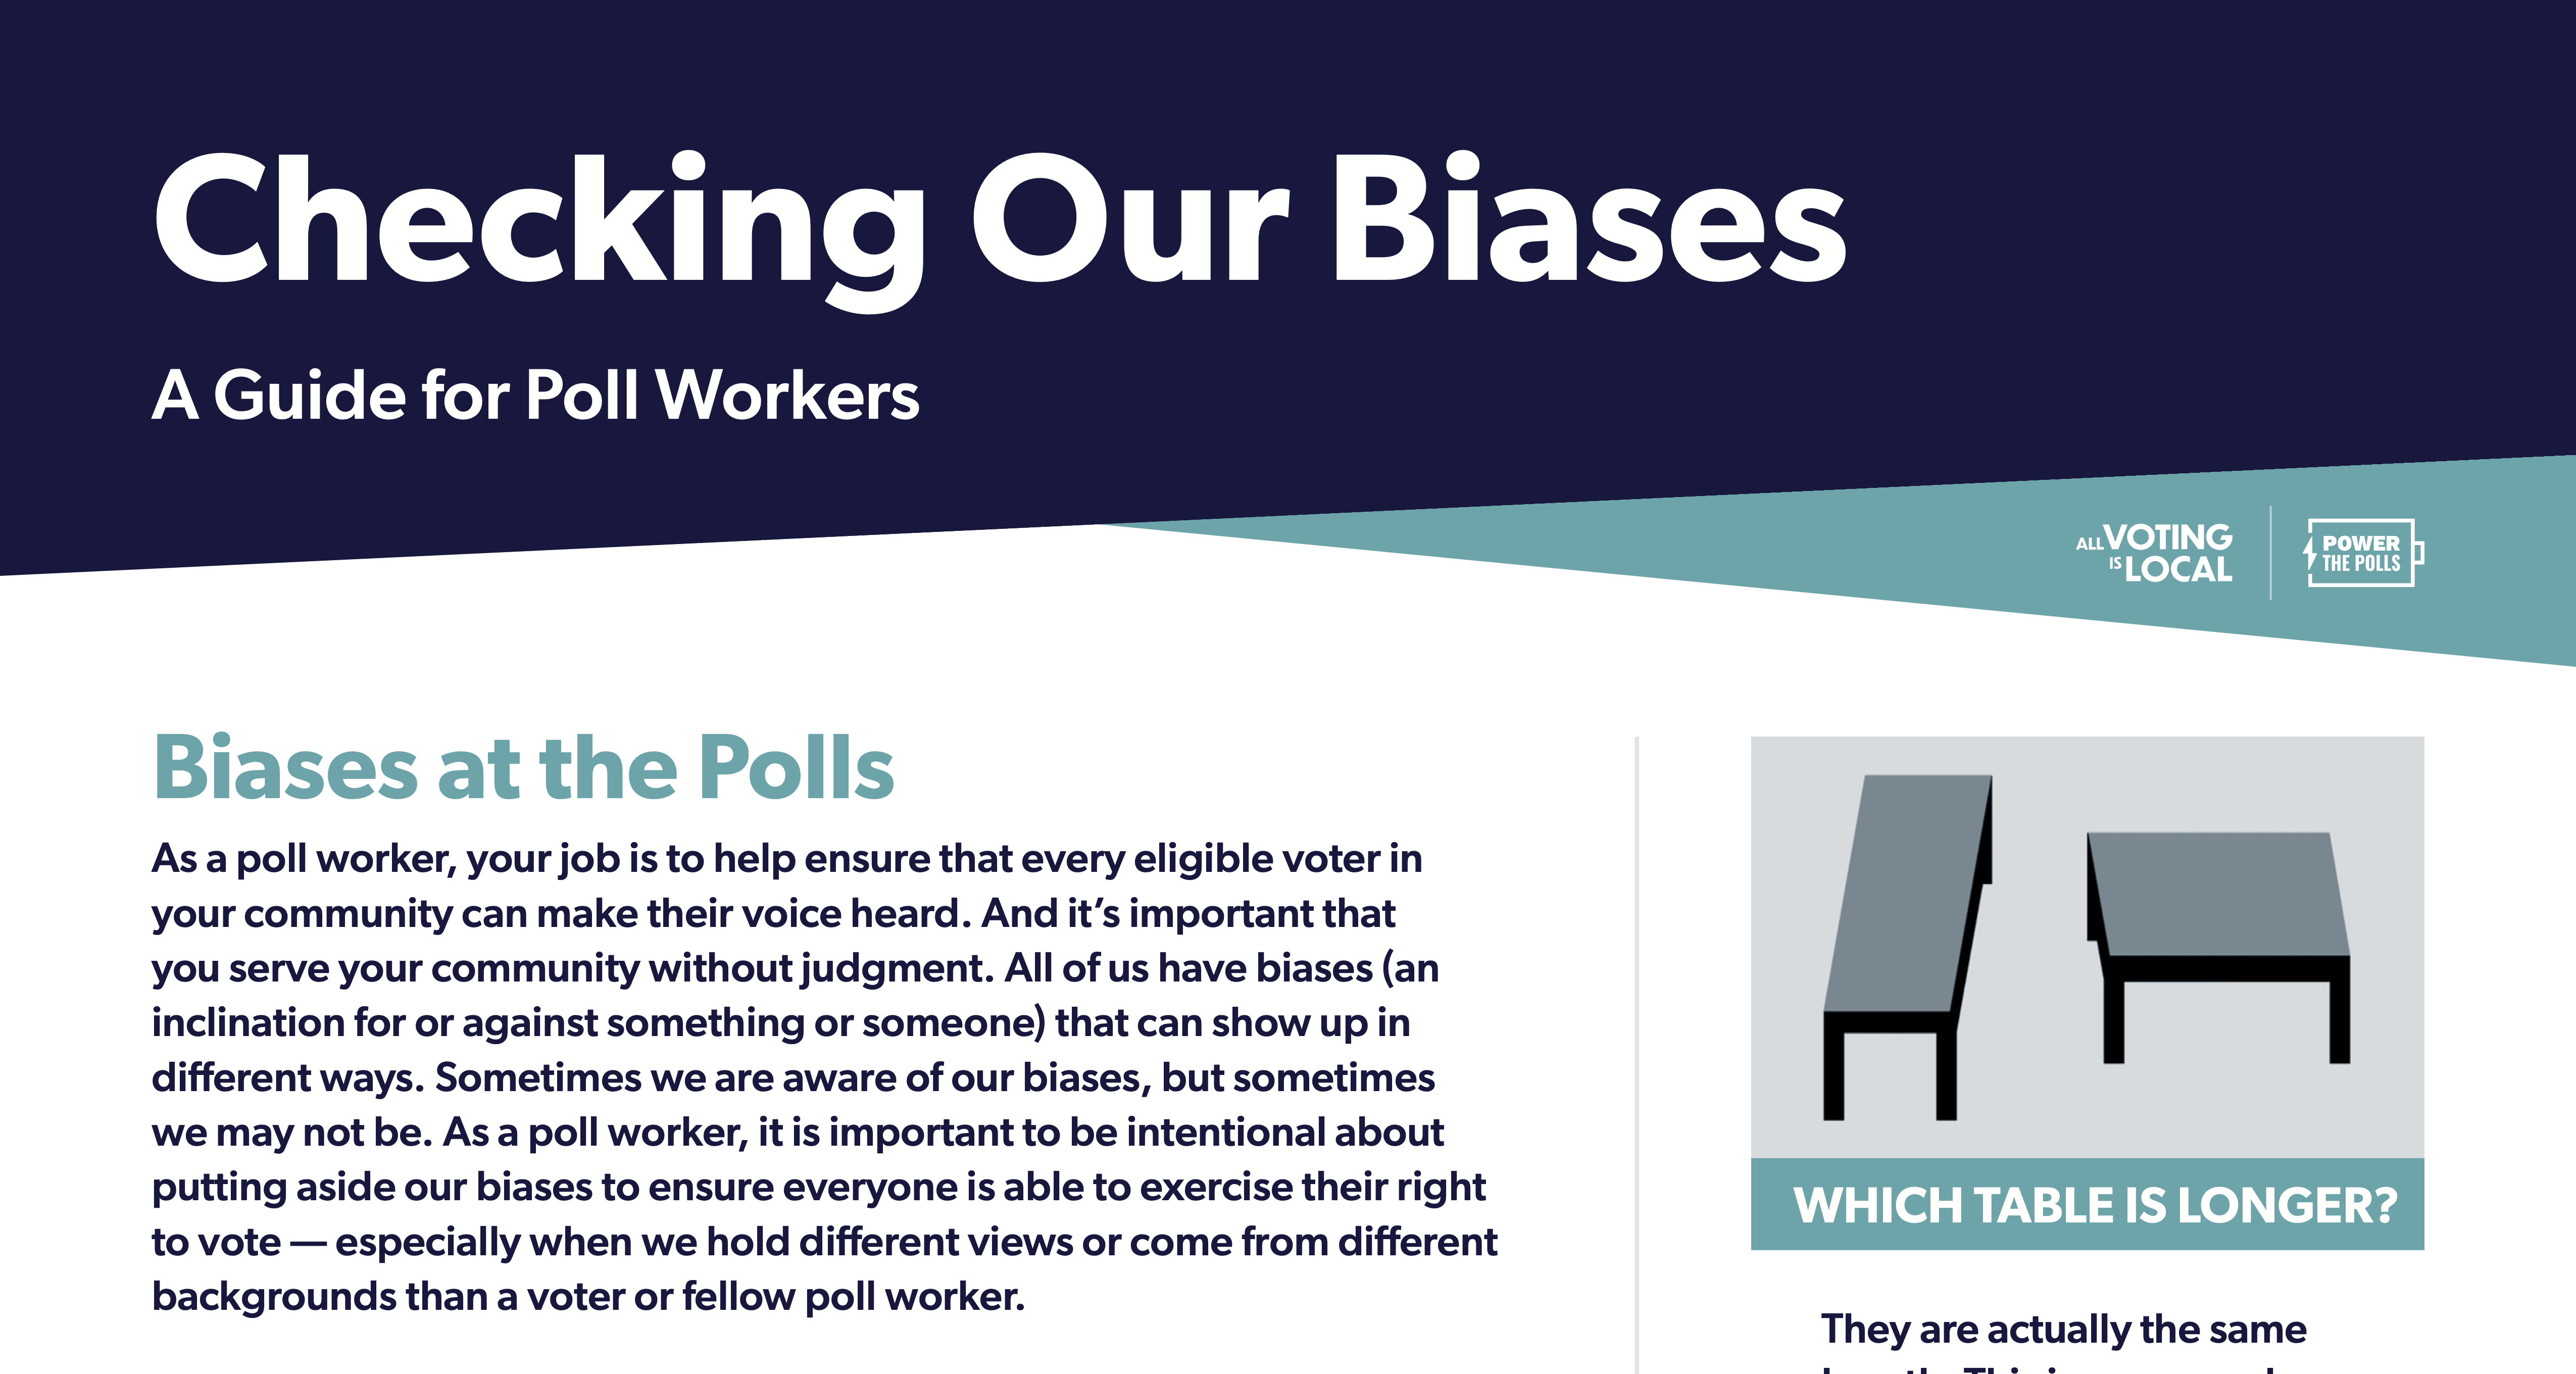 Checking Our Biases
A Guide for Poll Workers
ALL VOTING
IS LOCAL
POWER
THE POLLS
Biases at the Polls
As a poll worker, your job is to help ensure that every eligible voter in
your community can make their voice heard. And it’s important that
you serve your community without judgment. All of us have biases (an
inclination for or against something or someone) that can show up in
different ways. Sometimes we are aware of our biases, but sometimes
we may not be. As a poll worker, it is important to be intentional about
putting aside our biases to ensure everyone is able to exercise their right
to vote — especially when we hold different views or come from different
backgrounds than a voter or fellow poll worker.
WHICH TABLE IS LONGER?
They are actually the same